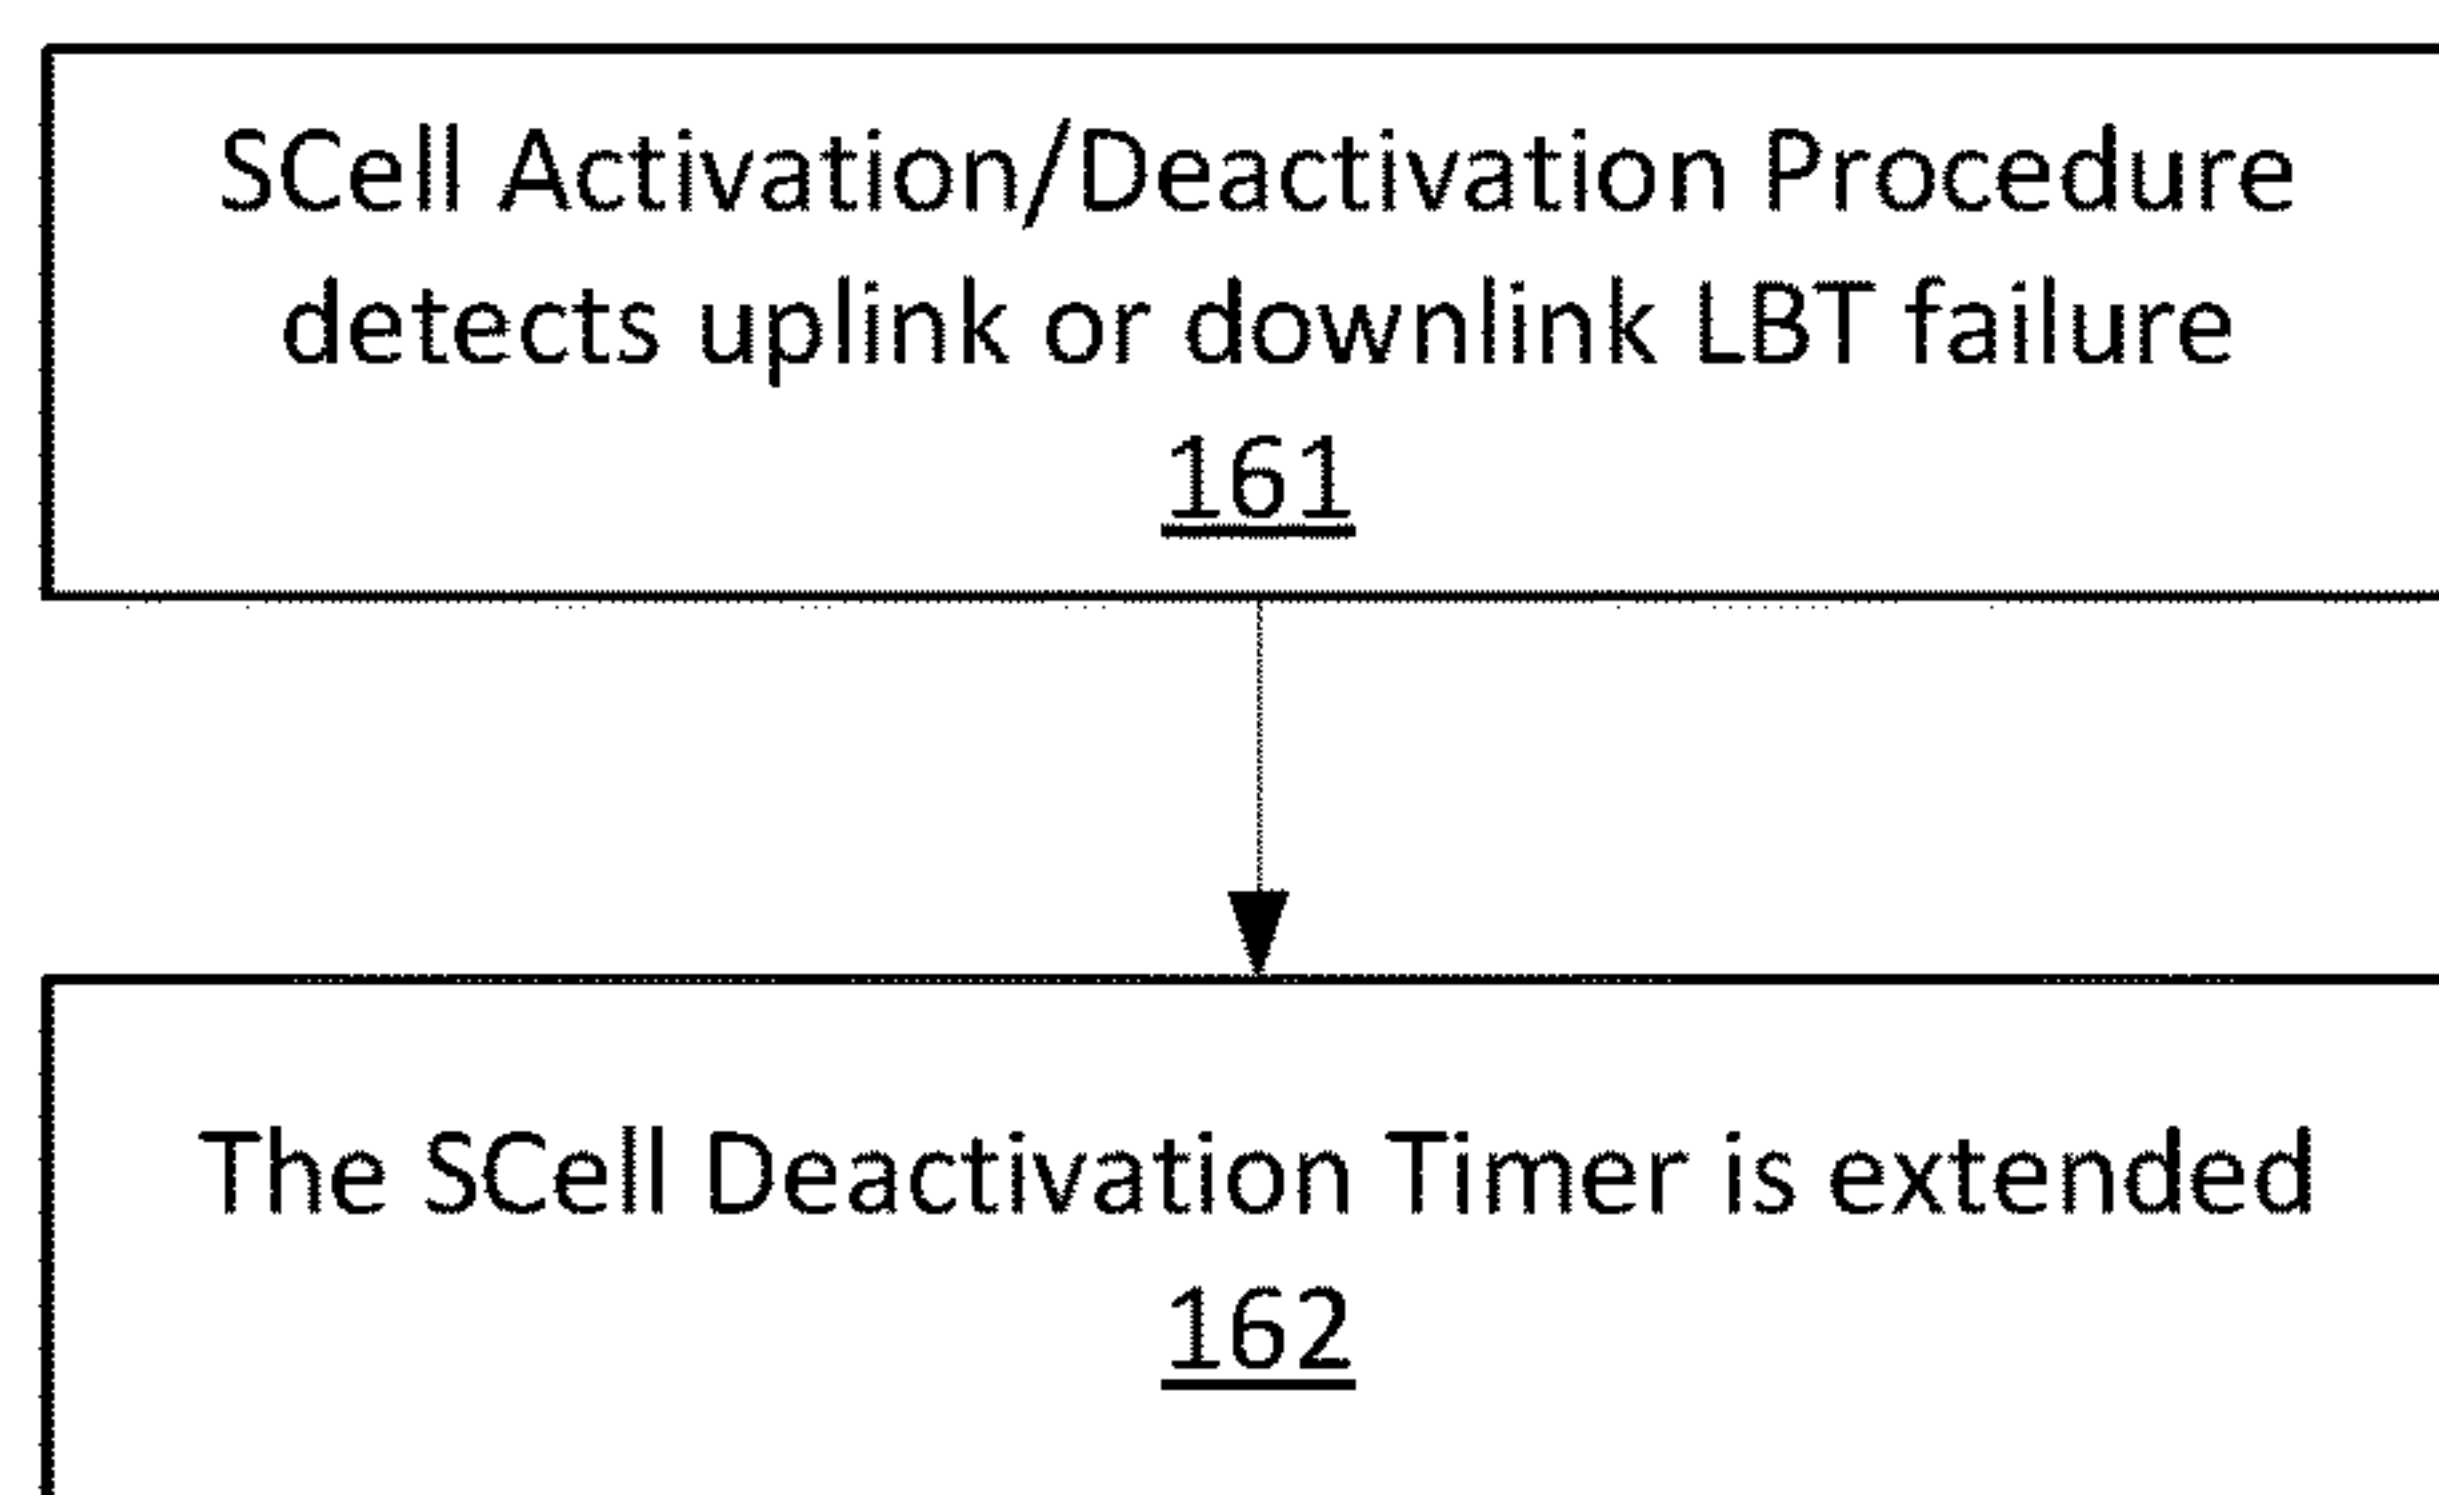 SCell Activation/Deactivation Procedure
detects uplink or downlink LBT failure
161
The SCell Deactivation Timer is extended
162